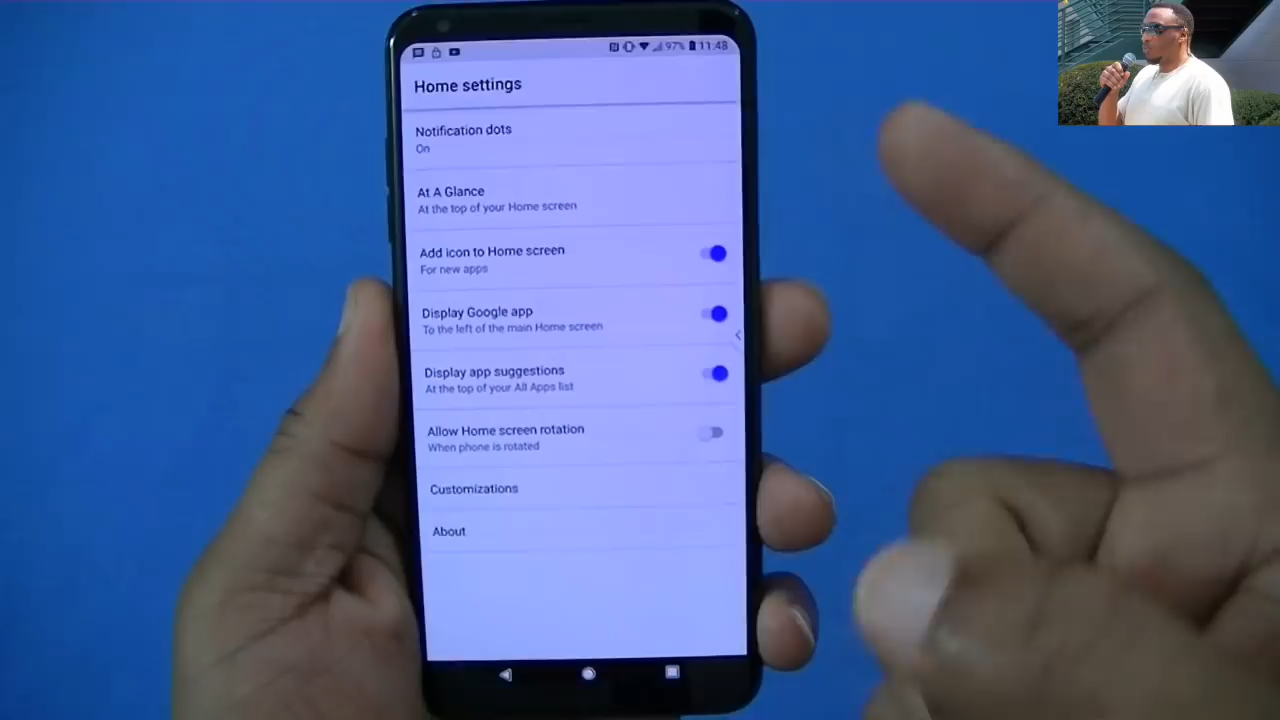 97% 11:48
Home settings
Notification dots
On
At A Glance
At the top of your Home screen
Add icon to Home screen
For new apps
Display Google app
To the left of the main Home screen
Display app suggestions
At the top of your All Apps list
Allow Home screen rotation
When phone is rotated
Customizations
About